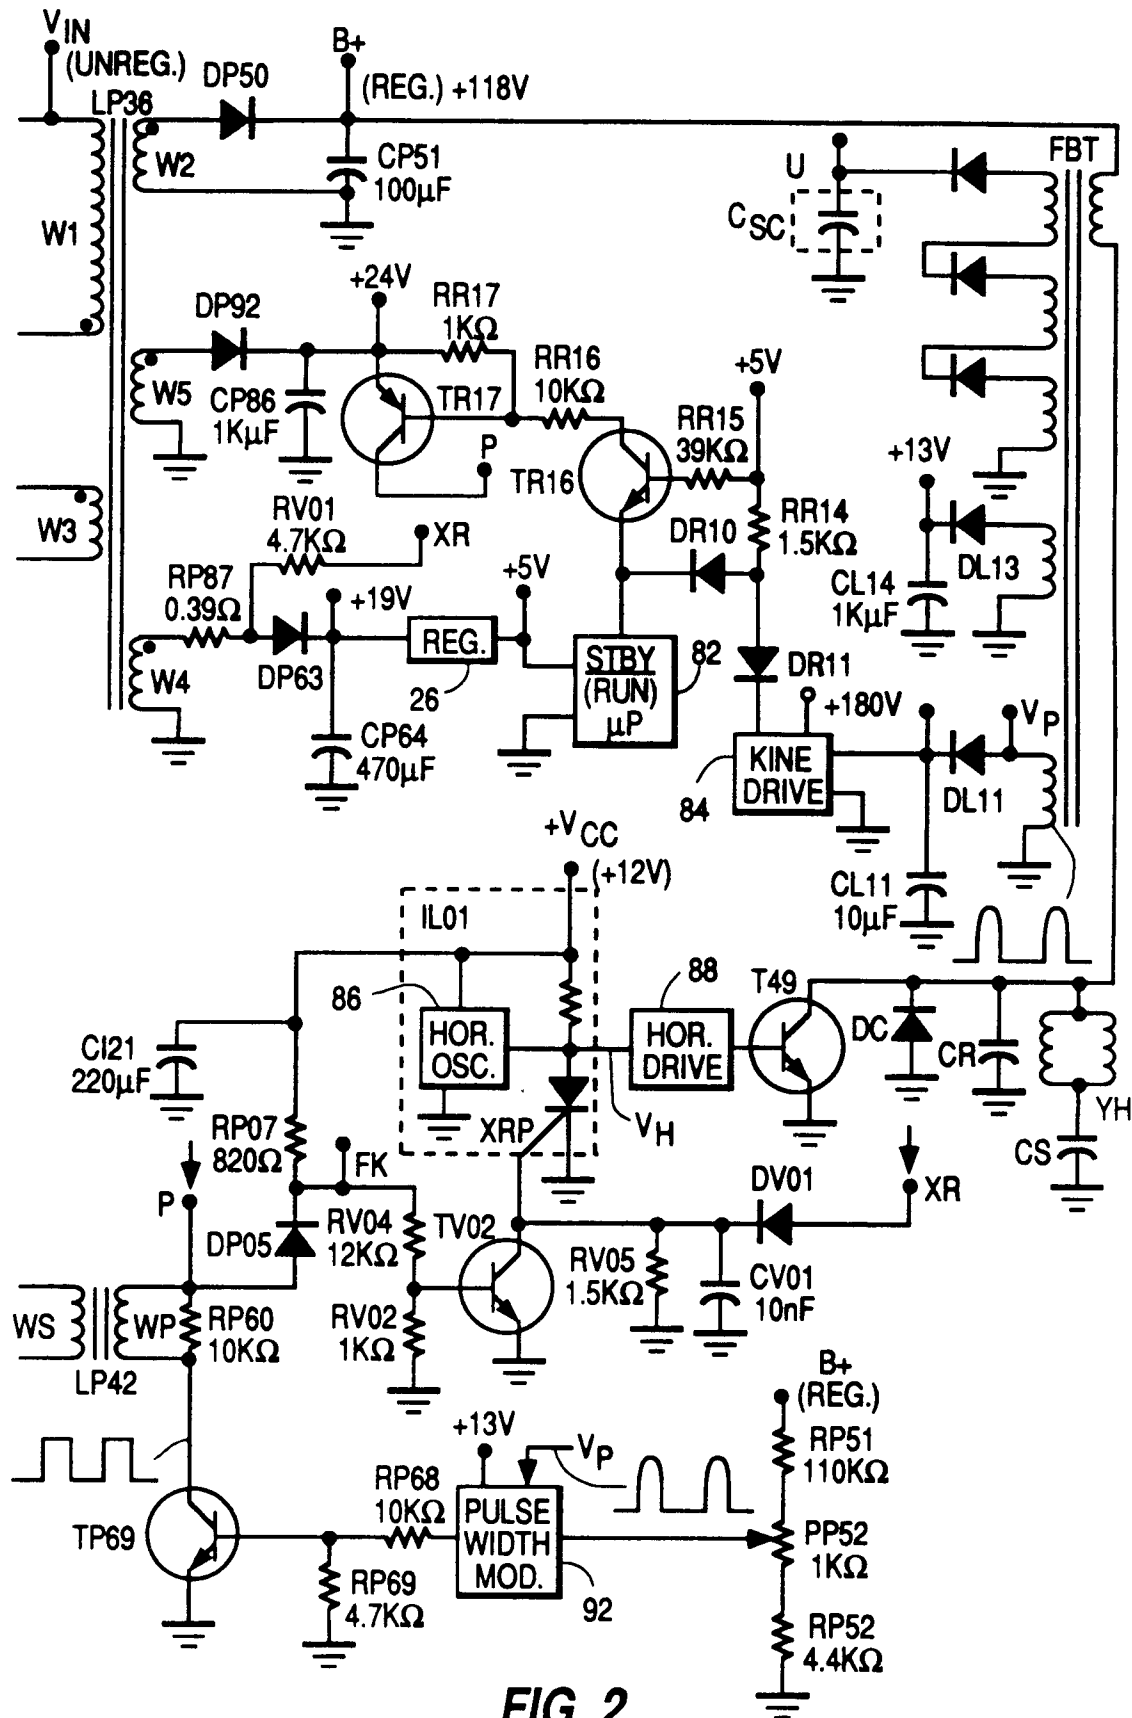 VIN
(UNREG.)
B+
(REG.) +118V
DP50
LP36
W2
CP51
100µF
W1
U
CSC
FBT
+24V
DP92
RR17
1KΩ
RR16
10KΩ
+5V
W5
CP86
1KµF
TR17
RR15
39KΩ
P
TR16
+13V
W3
RV01
4.7KΩ
XR
DR10
RR14
1.5KΩ
RP87
0.39Ω
+19V
+5V
DL13
CL14
1KµF
W4
DP63
REG.
26
STBY
(RUN)
µP
82
DR11
CP64
470µF
+180V
VP
KINE
DRIVE
84
DL11
+VCC
(+12V)
CL11
10µF
IL01
86
88
T49
HOR.
OSC.
HOR.
DRIVE
DC
CR
CI21
220µF
XRP
VH
YH
RP07
820Ω
CS
FK
DV01
XR
P
DP05
RV04
12KΩ
TV02
RV05
1.5KΩ
CV01
10nF
WS
WP
RP60
10KΩ
RV02
1KΩ
LP42
B+
(REG.)
+13V
VP
RP51
110KΩ
RP68
10KΩ
PULSE
WIDTH
MOD.
TP69
PP52
1KΩ
RP69
4.7KΩ
92
RP52
4.4KΩ
FIG. 2